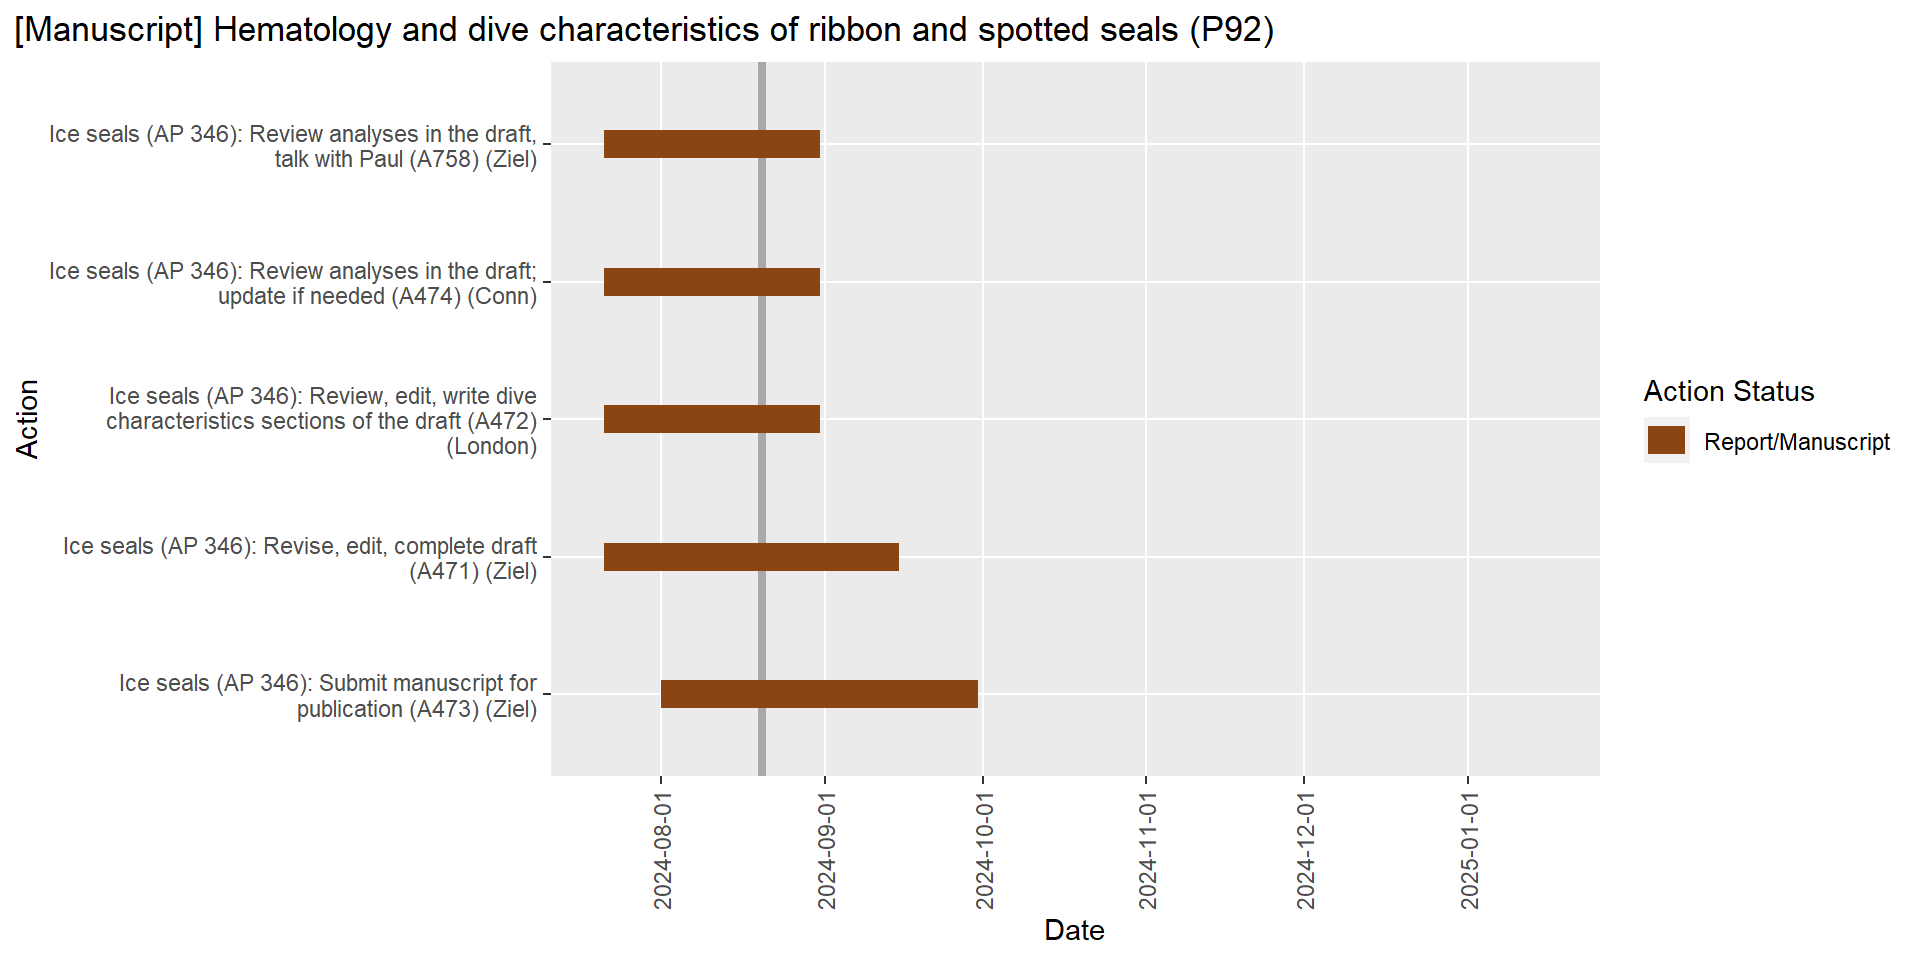 [Manuscript] Hematology and dive characteristics of ribbon and spotted seals (P92)
Action
Ice seals (AP 346): Review analyses in the draft,
talk with Paul (A758) (Ziel)
Ice seals (AP 346): Review analyses in the draft;
update if needed (A474) (Conn)
Ice seals (AP 346): Review, edit, write dive
characteristics sections of the draft (A472)
(London)
Ice seals (AP 346): Revise, edit, complete draft
(A471) (Ziel)
Ice seals (AP 346): Submit manuscript for
publication (A473) (Ziel)
2024-08-01
2024-09-01
2024-10-01
2024-11-01
2024-12-01
2025-01-01
Date
Action Status
Report/Manuscript